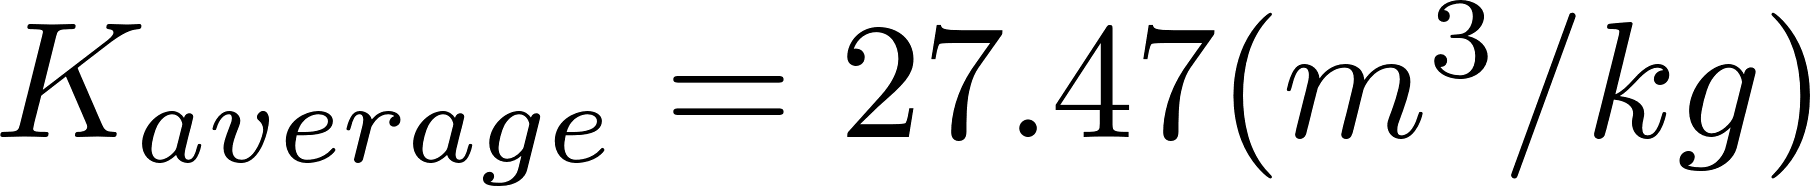 K_{average} = 27.47(m^3/kg)